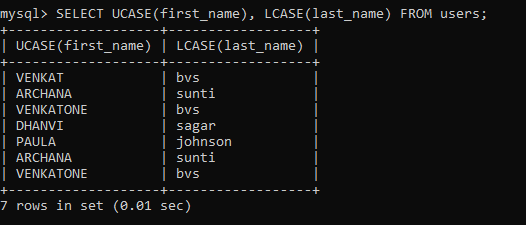 mysql> SELECT UCASE(first_name), LCASE(last_name) FROM users;
+-------------------+------------------+
| UCASE(first_name) | LCASE(last_name) |
+-------------------+------------------+
| VENKAT            | bvs              |
| ARCHANA           | sunti            |
| VENKATONE         | bvs              |
| DHANVI            | sagar            |
| PAULA             | johnson          |
| ARCHANA           | sunti            |
| VENKATONE         | bvs              |
+-------------------+------------------+
7 rows in set (0.01 sec)